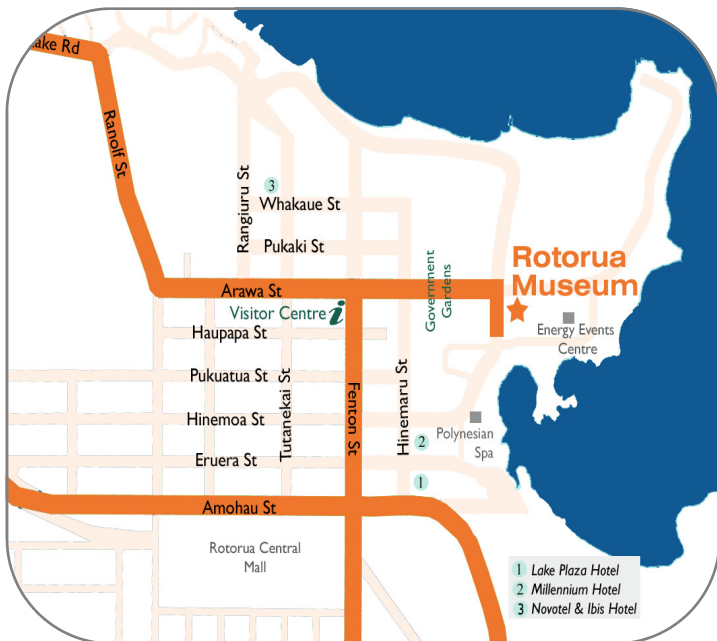 ake Rd
Ranolf St
Rangiuru St
3
Whakaue St
Pukaki St
Rotorua
Museum
Government
Gardens
Arawa St
Visitor Centre i
Energy Events
Centre
Haupapa St
Pukuatua St
Tutanekai St
Fenton St
Hinemaru St
Hinemoa St
Polynesian
Spa
2
Eruera St
1
Amohau St
Rotorua Central
Mall
1 Lake Plaza Hotel
2 Millennium Hotel
3 Novotel & Ibis Hotel